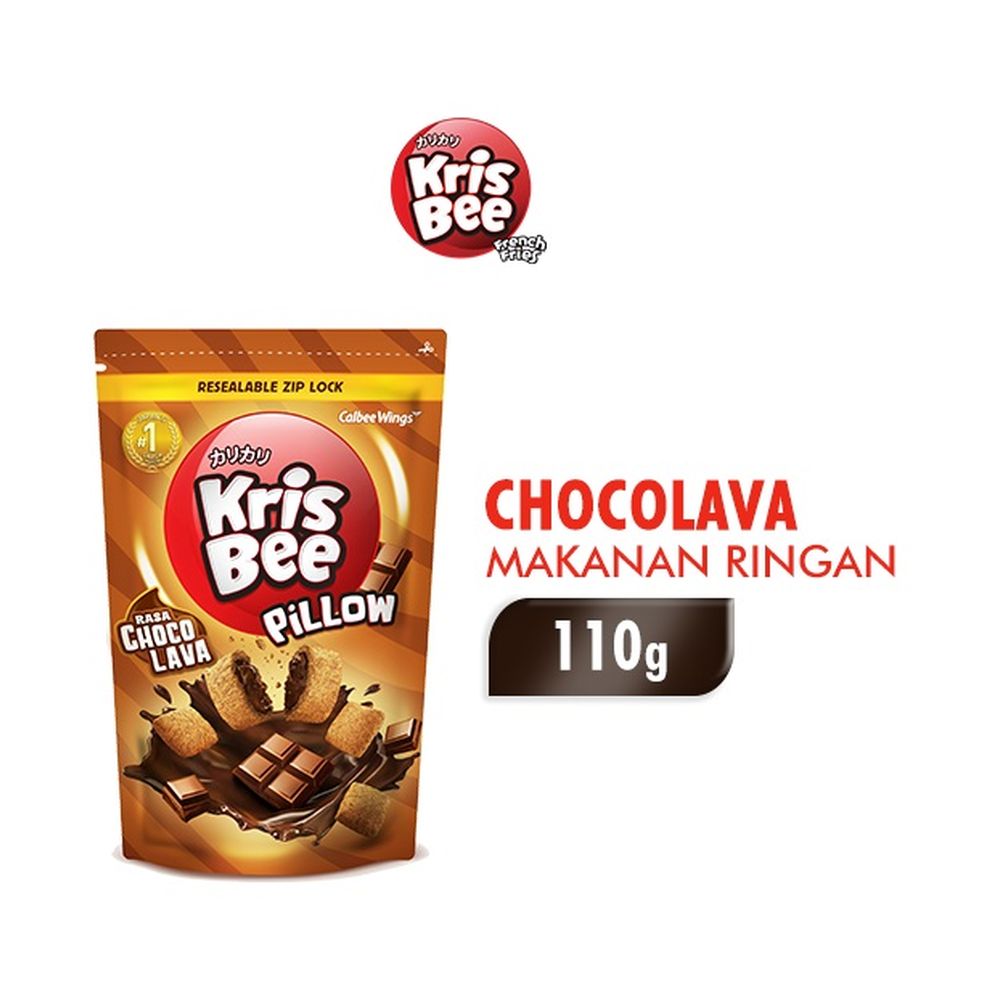 カリカリ
Kris
Bee
French
Fries
RESEALABLE ZIP LOCK
Calbee Wings
#1
カリカリ
Kris
Bee
PiLLOW
RASA
CHOCO
LAVA
CHOCOLAVA
MAKANAN RINGAN
110g